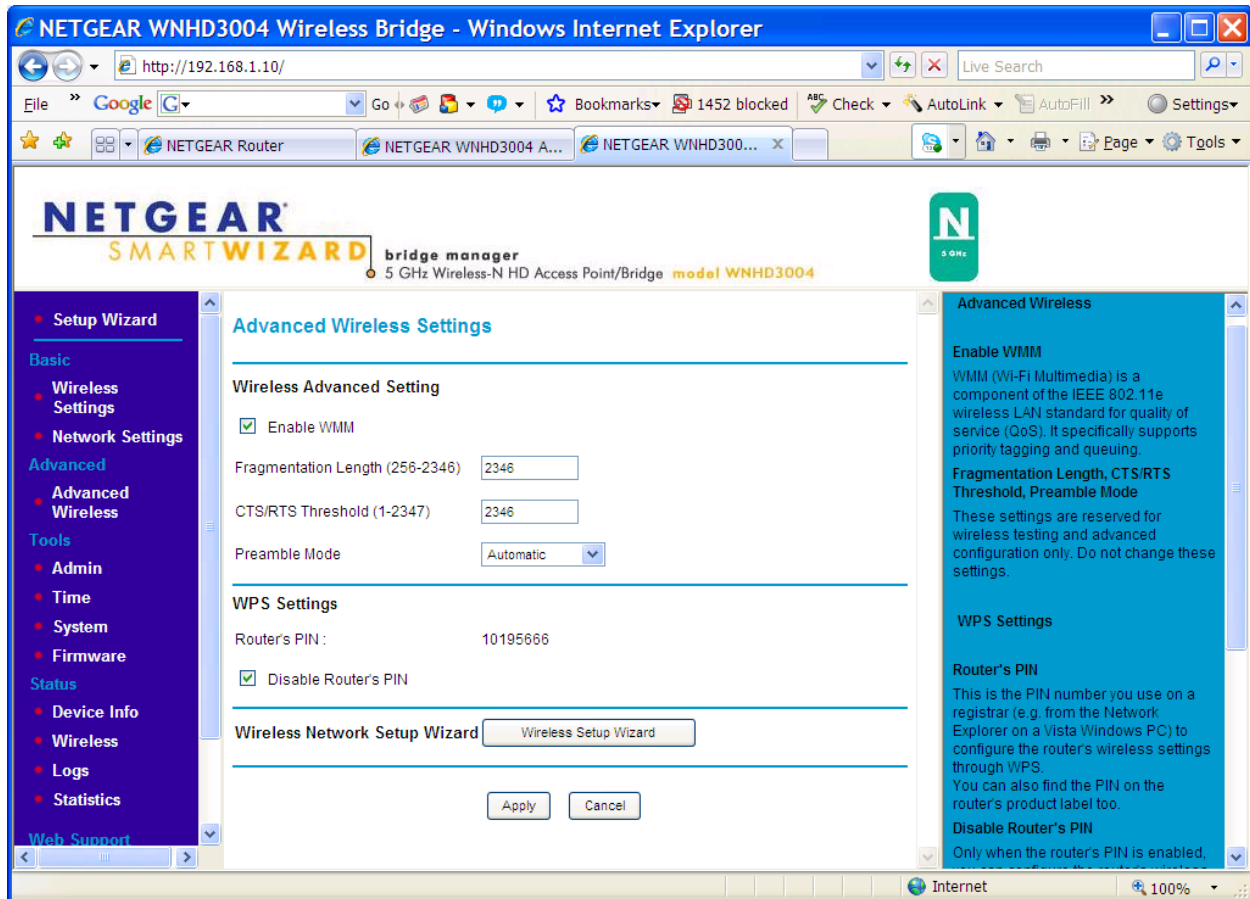 NETGEAR WNHD3004 Wireless Bridge - Windows Internet Explorer
http://192.168.1.10/
Live Search
File » Google G Go Bookmarks 1452 blocked ABC Check AutoLink AutoFill » Settings
NETGEAR Router
NETGEAR WNHD3004 A...
NETGEAR WNHD300... X
Page Tools
NETGEAR
SMARTWIZARD
bridge manager
5 GHz Wireless-N HD Access Point/Bridge model WNHD3004
N
5 GHz
Setup Wizard
Basic
Wireless
Settings
Network Settings
Advanced
Advanced
Wireless
Tools
Admin
Time
System
Firmware
Status
Device Info
Wireless
Logs
Statistics
Web Support
Advanced Wireless Settings
Wireless Advanced Setting
Enable WMM
Fragmentation Length (256-2346) 2346
CTS/RTS Threshold (1-2347) 2346
Preamble Mode Automatic
WPS Settings
Router's PIN : 10195666
Disable Router's PIN
Wireless Network Setup Wizard Wireless Setup Wizard
Apply Cancel
Advanced Wireless
Enable WMM
WMM (Wi-Fi Multimedia) is a
component of the IEEE 802.11e
wireless LAN standard for quality of
service (QoS). It specifically supports
priority tagging and queuing.
Fragmentation Length, CTS/RTS
Threshold, Preamble Mode
These settings are reserved for
wireless testing and advanced
configuration only. Do not change these
settings.
WPS Settings
Router's PIN
This is the PIN number you use on a
registrar (e.g. from the Network
Explorer on a Vista Windows PC) to
configure the router's wireless settings
through WPS.
You can also find the PIN on the
router's product label too.
Disable Router's PIN
Only when the router's PIN is enabled,
Internet
100%